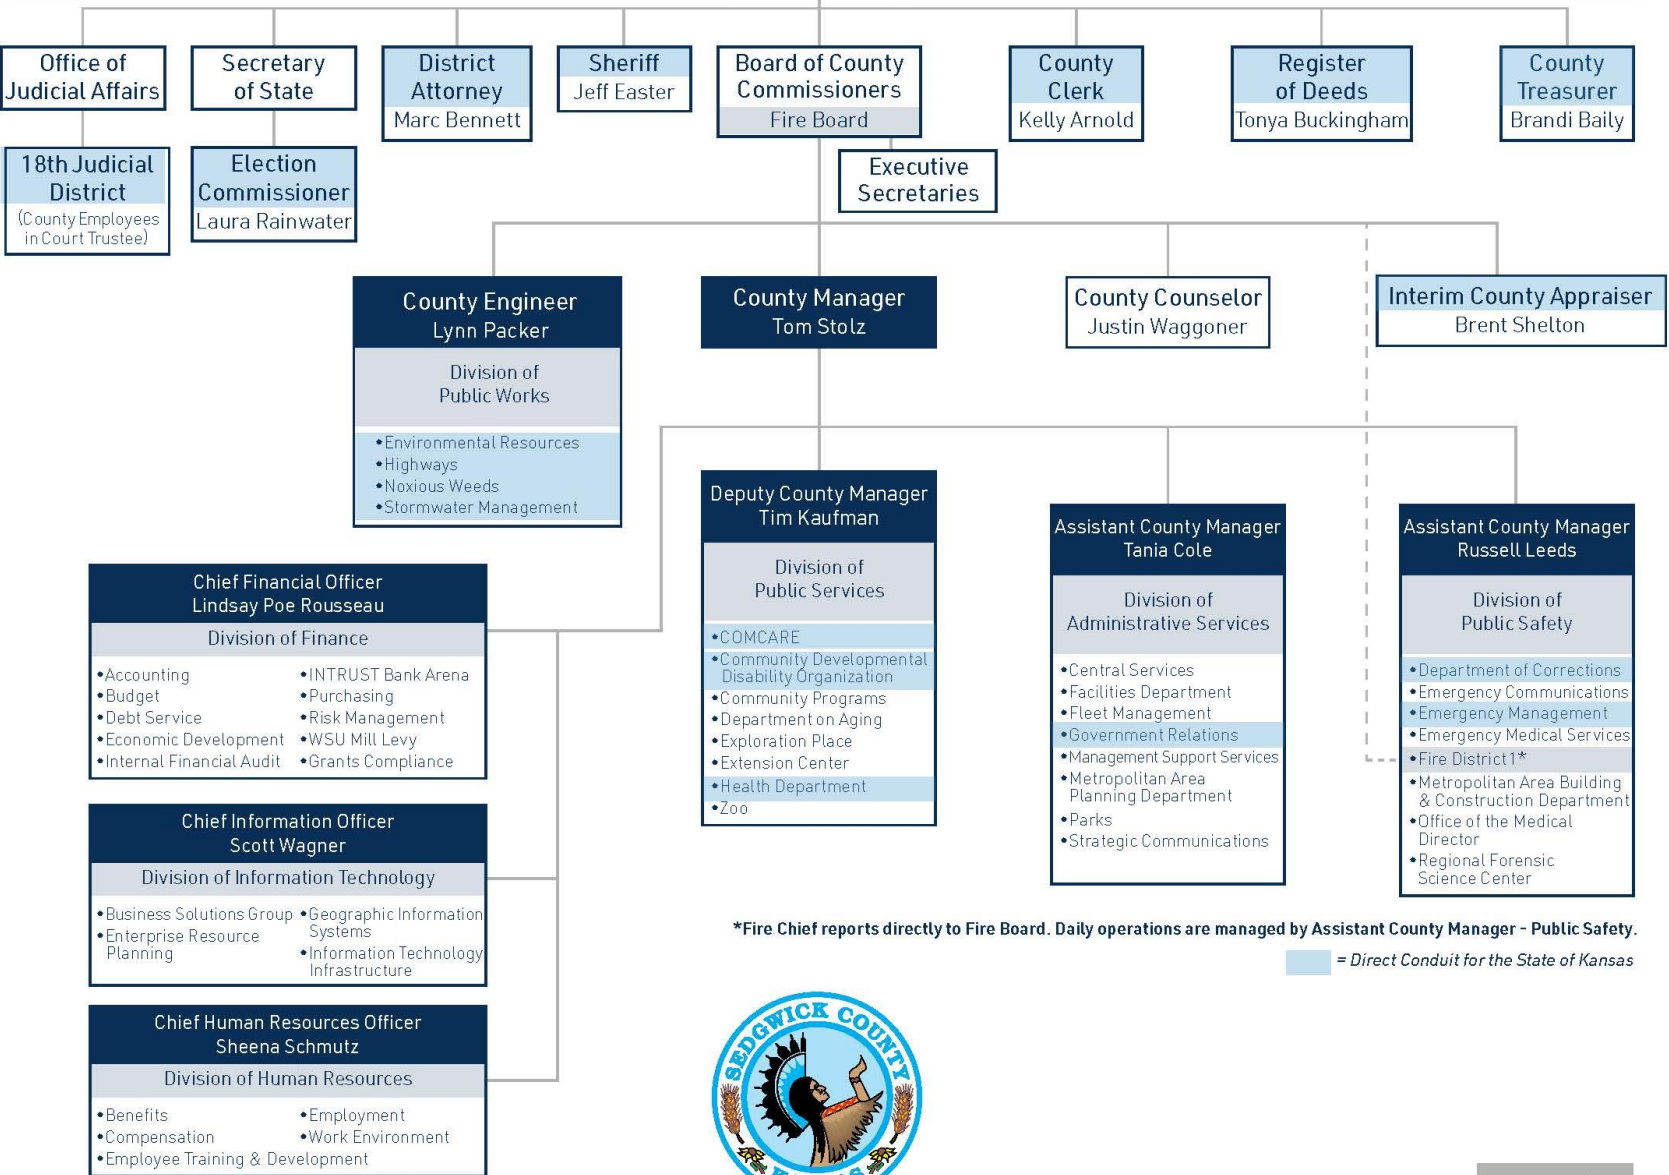 Office of
Judicial Affairs
Secretary
of State
District
Attorney
Marc Bennett
Sheriff
Jeff Easter
Board of County
Commissioners
Fire Board
County
Clerk
Kelly Arnold
Register
of Deeds
Tonya Buckingham
County
Treasurer
Brandi Baily
18th Judicial
District
(County Employees
in Court Trustee)
Election
Commissioner
Laura Rainwater
Executive
Secretaries
County Engineer
Lynn Packer
Division of
Public Works
•Environmental Resources
•Highways
•Noxious Weeds
•Stormwater Management
County Manager
Tom Stolz
County Counselor
Justin Waggoner
Interim County Appraiser
Brent Shelton
Deputy County Manager
Tim Kaufman
Division of
Public Services
•COMCARE
•Community Developmental
Disability Organization
•Community Programs
•Department on Aging
•Exploration Place
•Extension Center
•Health Department
•Zoo
Assistant County Manager
Tania Cole
Division of
Administrative Services
•Central Services
•Facilities Department
•Fleet Management
•Government Relations
•Management Support Services
•Metropolitan Area
Planning Department
•Parks
•Strategic Communications
Assistant County Manager
Russell Leeds
Division of
Public Safety
•Department of Corrections
•Emergency Communications
•Emergency Management
•Emergency Medical Services
•Fire District 1*
•Metropolitan Area Building
& Construction Department
•Office of the Medical
Director
•Regional Forensic
Science Center
Chief Financial Officer
Lindsay Poe Rousseau
Division of Finance
•Accounting
•Budget
•Debt Service
•Economic Development
•Internal Financial Audit
•INTRUST Bank Arena
•Purchasing
•Risk Management
•WSU Mill Levy
•Grants Compliance
Chief Information Officer
Scott Wagner
Division of Information Technology
•Business Solutions Group
•Enterprise Resource
Planning
•Geographic Information
Systems
•Information Technology
Infrastructure
Chief Human Resources Officer
Sheena Schmutz
Division of Human Resources
•Benefits
•Compensation
•Employee Training & Development
•Employment
•Work Environment
*Fire Chief reports directly to Fire Board. Daily operations are managed by Assistant County Manager - Public Safety.
= Direct Conduit for the State of Kansas
SEDGWICK COUNTY